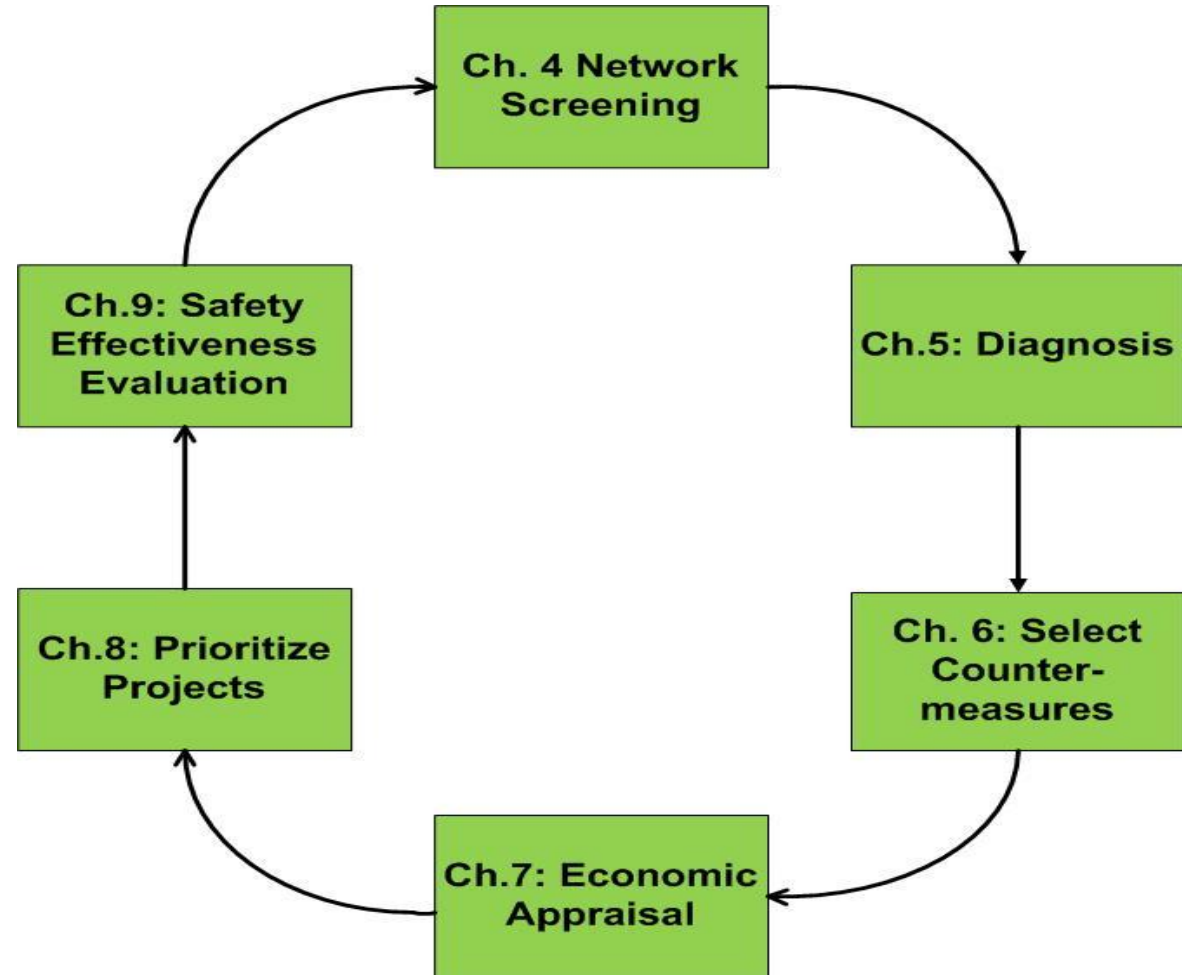 Ch. 4 Network
Screening
Ch.5: Diagnosis
Ch. 6: Select
Counter-
measures
Ch.7: Economic
Appraisal
Ch.8: Prioritize
Projects
Ch.9: Safety
Effectiveness
Evaluation